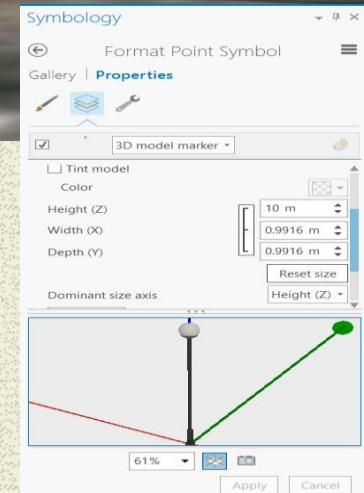 Symbology
Format Point Symbol
Gallery | Properties
3D model marker
Tint model
Color
Height (Z) 10 m
Width (X) 0.9916 m
Depth (Y) 0.9916 m
Reset size
Dominant size axis Height (Z)
61%
Apply Cancel